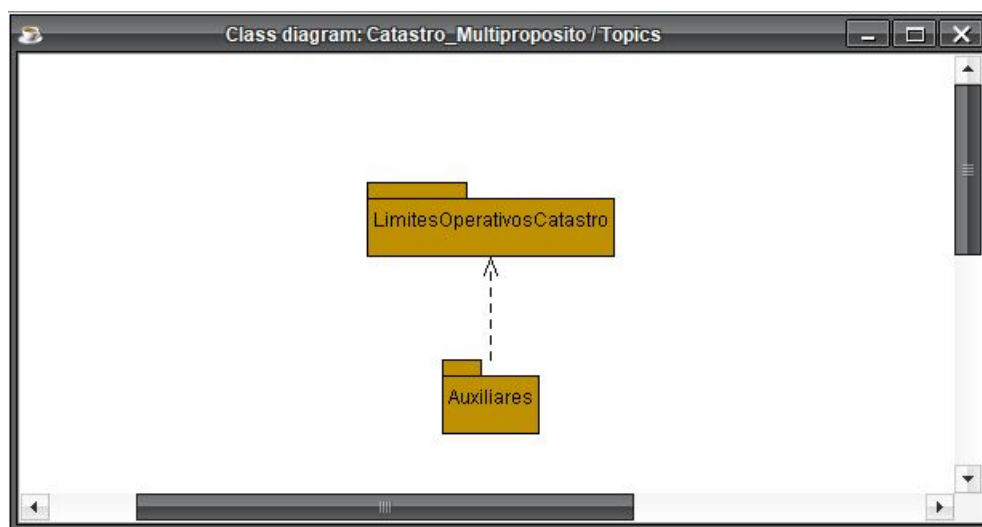 Class diagram: Catastro_Multiproposito / Topics
LimitesOperativosCatastro
Auxiliares